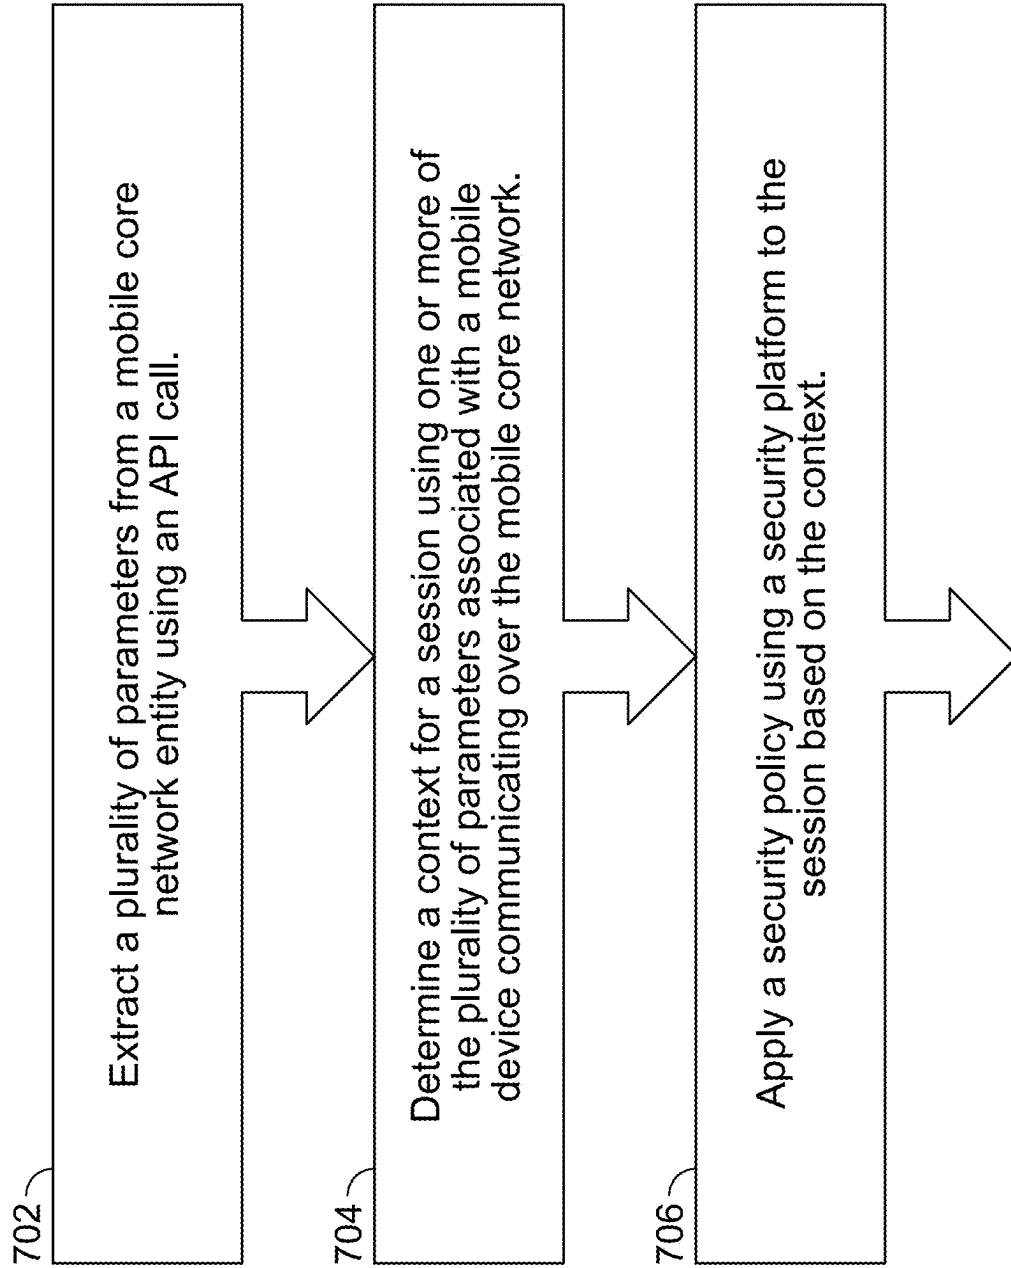 702
Extract a plurality of parameters from a mobile core
network entity using an API call.
704
Determine a context for a session using one or more of
the plurality of parameters associated with a mobile
device communicating over the mobile core network.
706
Apply a security policy using a security platform to the
session based on the context.